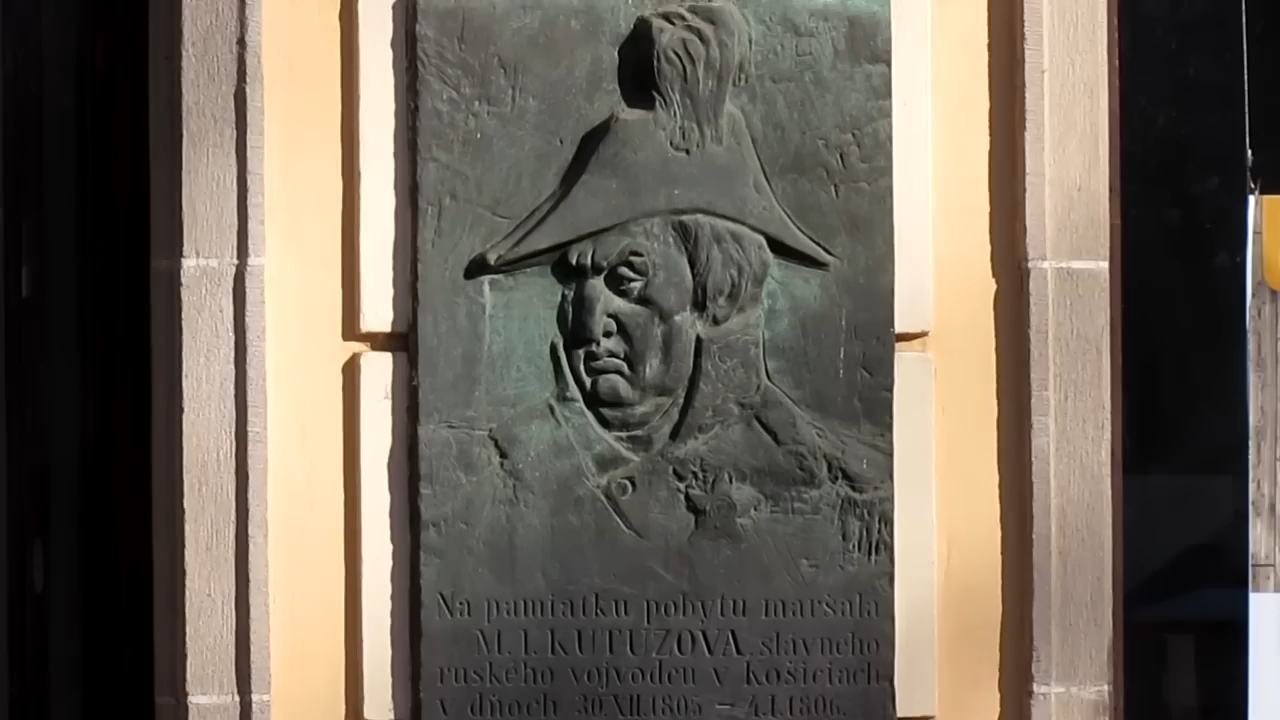 Na pamiatku pobytu maršala
M. I. KUTUZOVA, slávneho
ruského vojvodcu v Košiciach
v dňoch 30.XII.1805 – 4.I.1806.